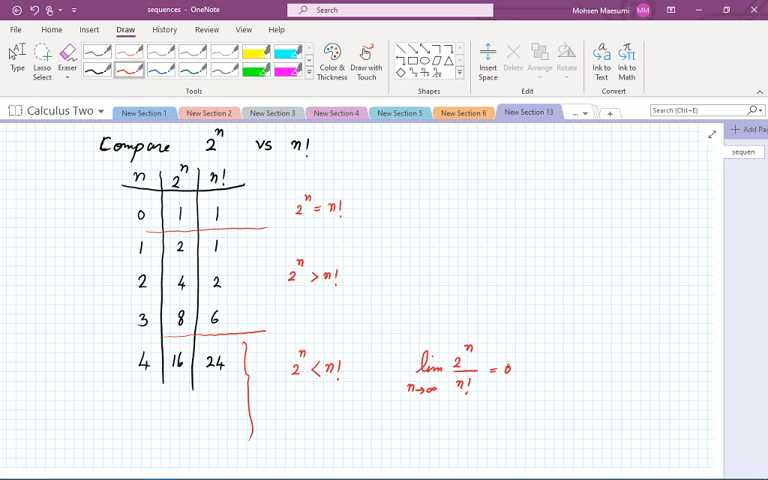 sequences - OneNote
Search
Mohsen Maesumi MM
File Home Insert Draw History Review View Help
Type Lasso Select Eraser Color & Thickness Draw with Touch Insert Space Delete Arrange Rotate Ink to Text Ink to Math
Tools Shapes Edit Convert
Calculus Two New Section 1 New Section 2 New Section 3 New Section 4 New Section 5 New Section 6 New Section 13 ... + Search (Ctrl+E)
+ Add Pag
sequen
Compare 2^n vs n!
n 2^n n!
0 1 1 2^n = n!
1 2 1
2 4 2 2^n > n!
3 8 6
4 16 24 2^n < n! lim n→∞ 2^n/n! = 0